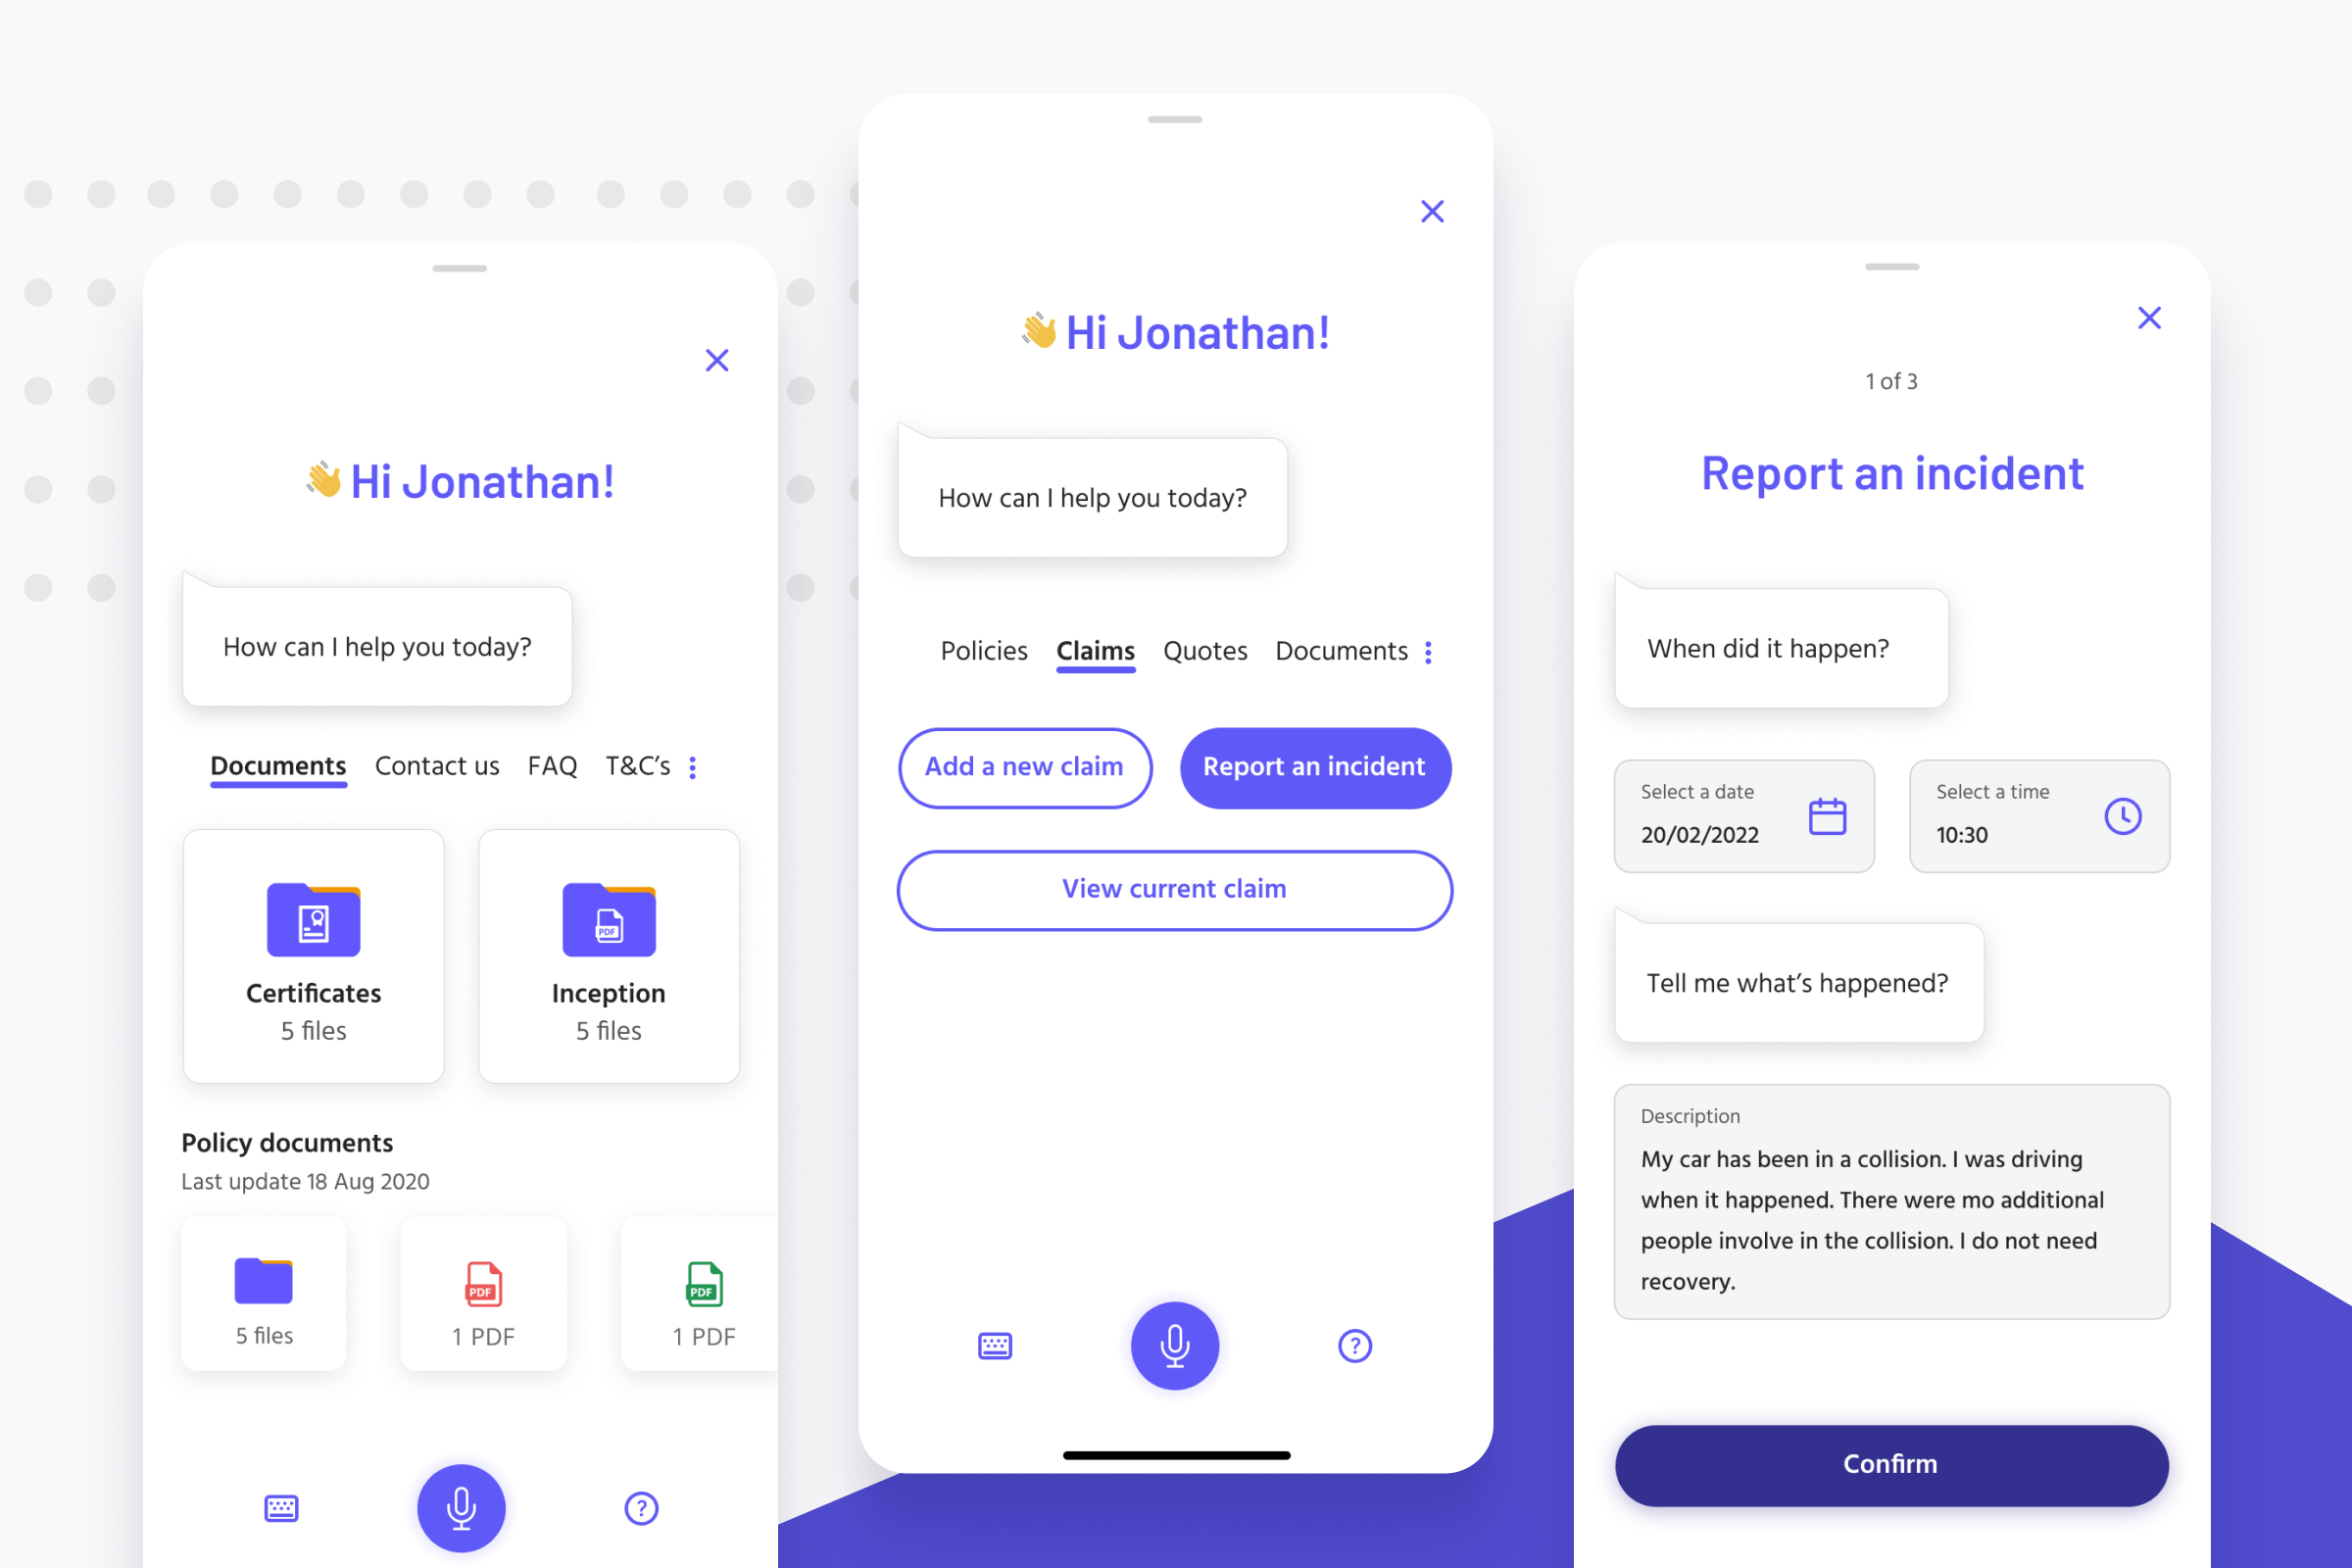 Hi Jonathan!
How can I help you today?
Documents Contact us FAQ T&C’s
Certificates
5 files
Inception
5 files
Policy documents
Last update 18 Aug 2020
5 files
PDF
1 PDF
PDF
1 PDF
Hi Jonathan!
How can I help you today?
Policies Claims Quotes Documents
Add a new claim
Report an incident
View current claim
1 of 3
Report an incident
When did it happen?
Select a date
20/02/2022
Select a time
10:30
Tell me what’s happened?
Description
My car has been in a collision. I was driving
when it happened. There were mo additional
people involve in the collision. I do not need
recovery.
Confirm